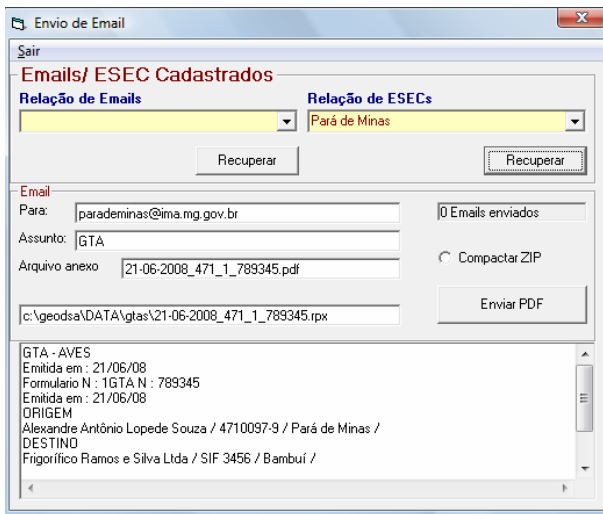 Envio de Email
Sair
Emails/ ESEC Cadastrados
Relação de Emails
Relação de ESECs
Pará de Minas
Recuperar
Recuperar
Email
Para: parademinas@ima.mg.gov.br
0 Emails enviados
Assunto: GTA
Arquivo anexo 21-06-2008_471_1_789345.pdf
Compactar ZIP
c:\geodsa\DATA\gtas\21-06-2008_471_1_789345.rpx
Enviar PDF
GTA - AVES
Emitida em : 21/06/08
Formulario N : 1GTA N : 789345
Emitida em : 21/06/08
ORIGEM
Alexandre Antônio Lopede Souza / 4710097-9 / Pará de Minas /
DESTINO
Frigorífico Ramos e Silva Ltda / SIF 3456 / Bambuí /